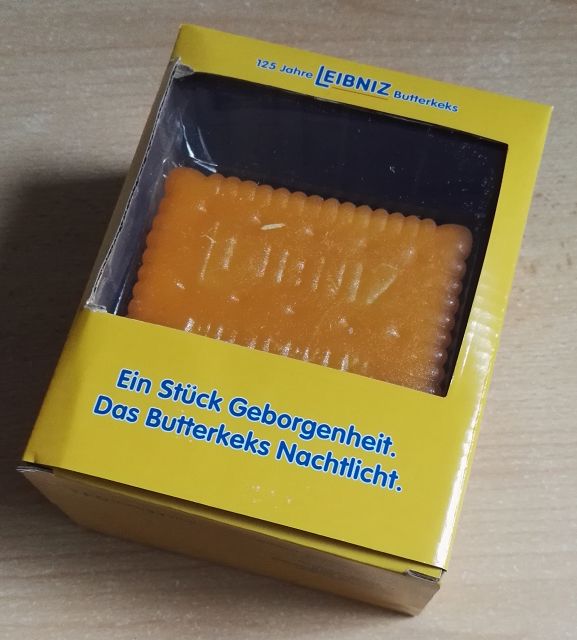 125 Jahre LEIBNIZ Butterkeks
LEIBNIZ
Ein Stück Geborgenheit.
Das Butterkeks Nachtlicht.